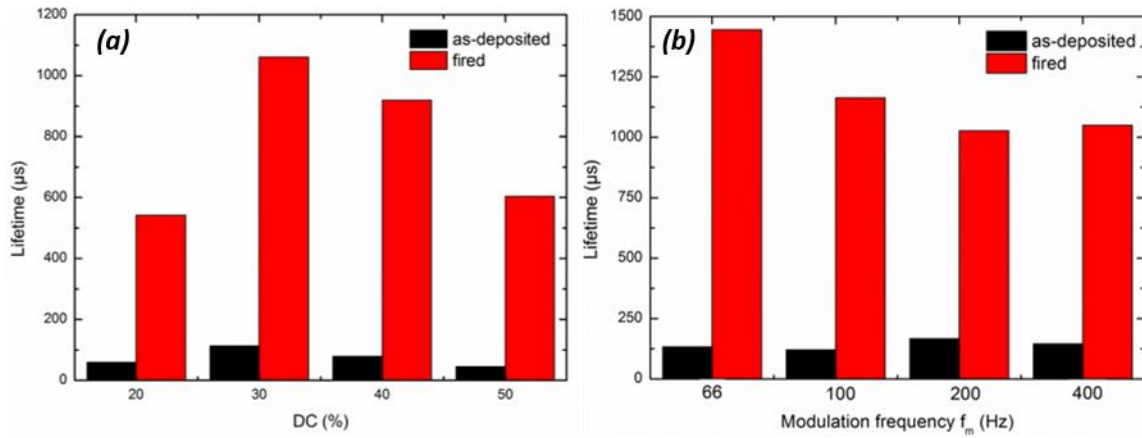 (a)
as-deposited
fired
1200
1000
800
600
400
200
0
Lifetime (µs)
20 30 40 50
DC (%)
(b)
as-deposited
fired
1500
1250
1000
750
500
250
0
Lifetime (µs)
66 100 200 400
Modulation frequency fm (Hz)